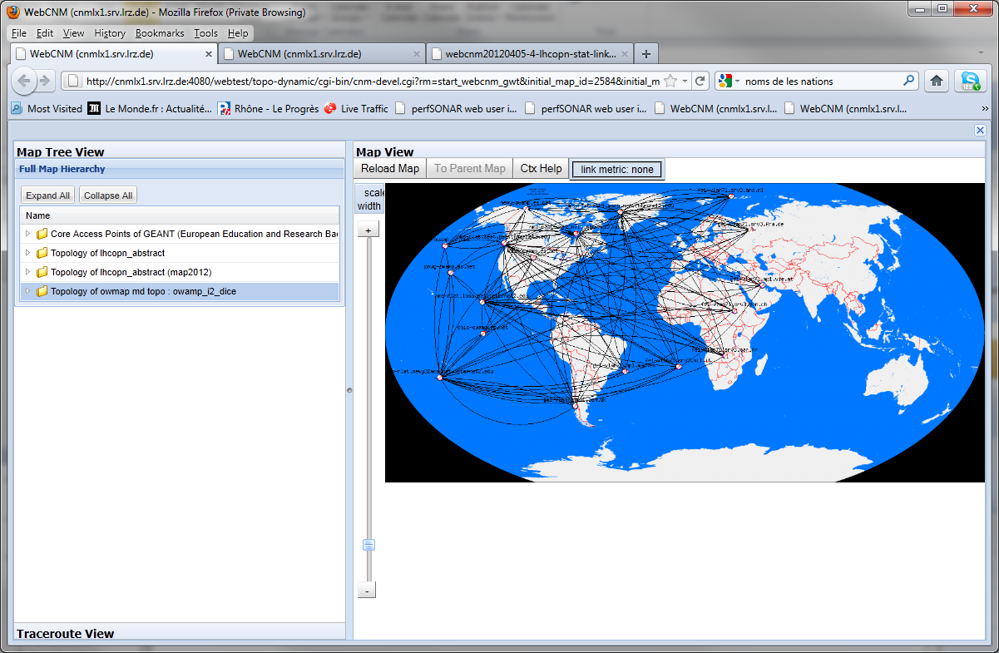 WebCNM (cnmlx1.srv.lrz.de) - Mozilla Firefox (Private Browsing)
File Edit View History Bookmarks Tools Help
WebCNM (cnmlx1.srv.lrz.de) × WebCNM (cnmlx1.srv.lrz.de) × webcnm20120405-4-lhcopn-stat-link... × +
http://cnmlx1.srv.lrz.de:4080/webtest/topo-dynamic/cgi-bin/cnm-devel.cgi?rm=start_webcnm_gwt&initial_map_id=2584&initial_m
noms de les nations
Most Visited Le Monde.fr : Actualité... Rhône - Le Progrès Live Traffic perfSONAR web user i... perfSONAR web user i... WebCNM (cnmlx1.srv.l... WebCNM (cnmlx1.srv.l... »
Map Tree View
Full Map Hierarchy
Expand All Collapse All
Name
Core Access Points of GEANT (European Education and Research Bac
Topology of lhcopn_abstract
Topology of lhcopn_abstract (map2012)
Topology of owmap md topo : owamp_i2_dice
Traceroute View
Map View
Reload Map To Parent Map Ctx Help link metric: none
scale
width
+
-